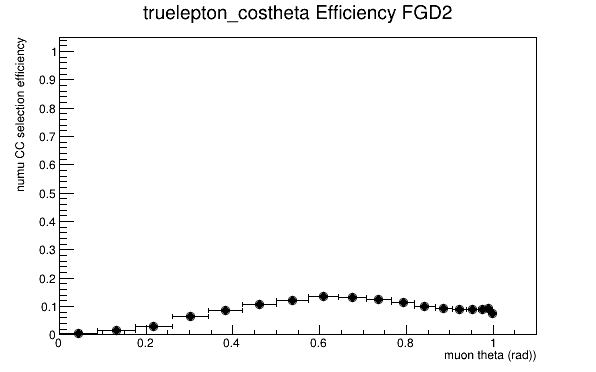 truelepton_costheta Efficiency FGD2
numu CC selection efficiency
1
0.9
0.8
0.7
0.6
0.5
0.4
0.3
0.2
0.1
0
0 0.2 0.4 0.6 0.8 1
muon theta (rad))